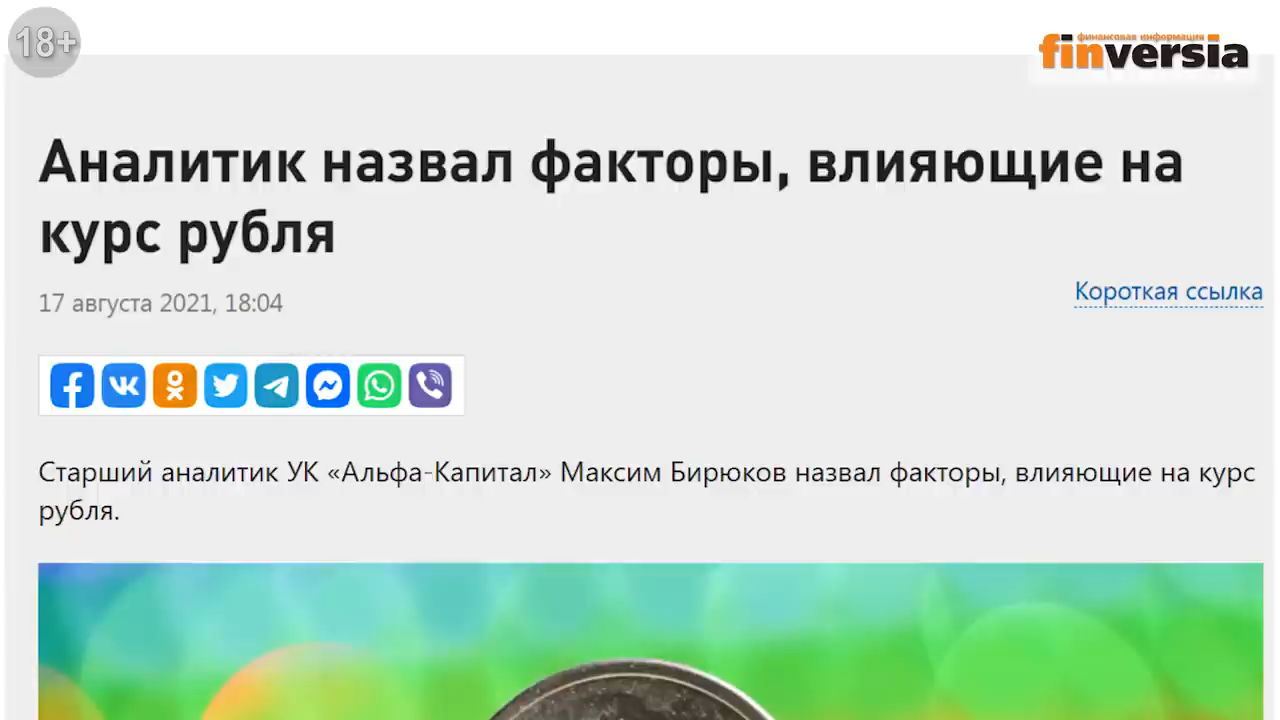 18+
финансовая информация
finversia
Аналитик назвал факторы, влияющие на
курс рубля
17 августа 2021, 18:04
Короткая ссылка
Старший аналитик УК «Альфа-Капитал» Максим Бирюков назвал факторы, влияющие на курс
рубля.